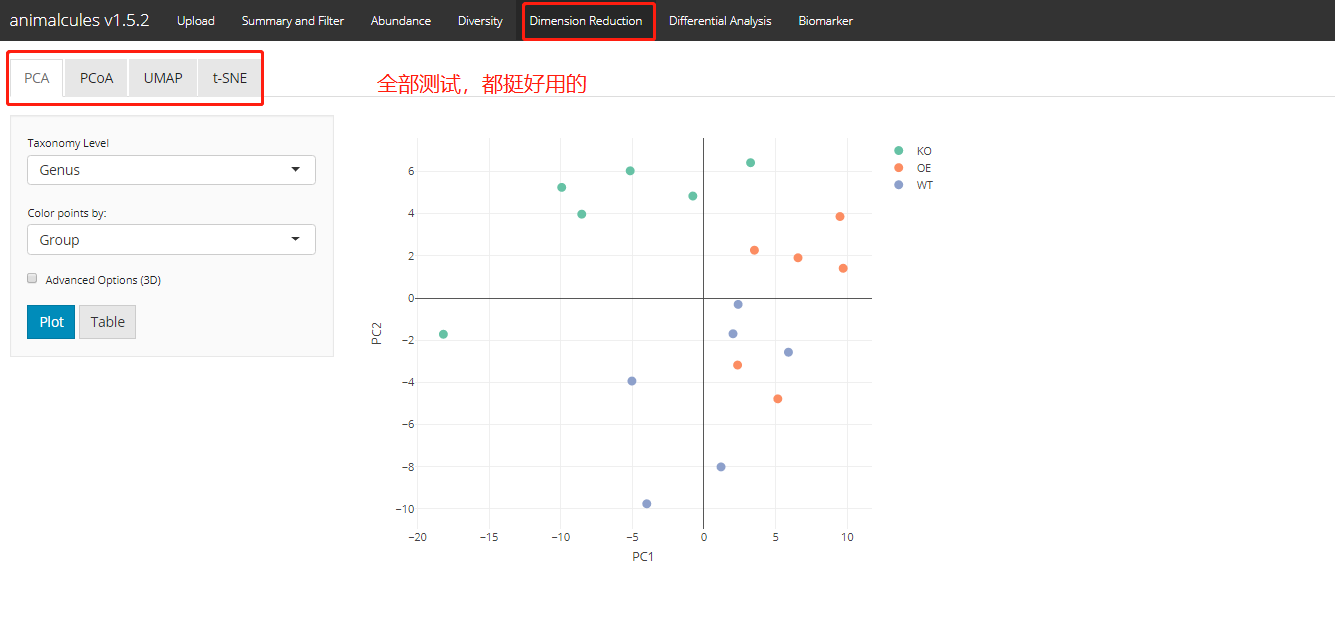 animalcules v1.5.2 Upload Summary and Filter Abundance Diversity Dimension Reduction Differential Analysis Biomarker
PCA PCoA UMAP t-SNE
全部测试，都挺好用的
Taxonomy Level
Genus
Color points by:
Group
Advanced Options (3D)
Plot Table
KO
OE
WT
6
4
2
0
−2
−4
−6
−8
−10
PC2
−20 −15 −10 −5 0 5 10
PC1